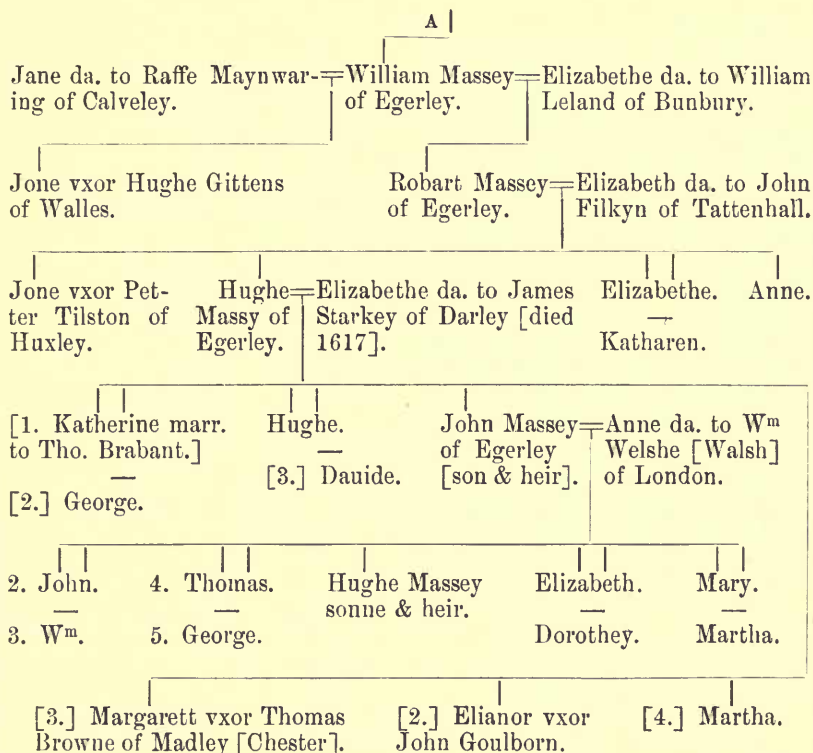 A
Jane da. to Raffe Maynwar-
ing of Calveley.
William Massey
of Egerley.
Elizabethe da. to William
Leland of Bunbury.
Jone vxor Hughe Gittens
of Walles.
Robart Massey
of Egerley.
Elizabeth da. to John
Filkyn of Tattenhall.
Jone vxor Pet-
ter Tilston of
Huxley.
Hughe
Massy of
Egerley.
Elizabethe da. to James
Starkey of Darley [died
1617].
Elizabethe.
—
Katharen.
Anne.
[1. Katherine marr.
to Tho. Brabant.]
—
[2.] George.
Hughe.
—
[3.] Dauide.
John Massey
of Egerley
[son & heir].
Anne da. to Wm
Welshe [Walsh]
of London.
2. John.
—
3. Wm.
4. Thomas.
—
5. George.
Hughe Massey
sonne & heir.
Elizabeth.
—
Dorothey.
Mary.
—
Martha.
[3.] Margarett vxor Thomas
Browne of Madley [Chester].
[2.] Elianor vxor
John Goulborn.
[4.] Martha.